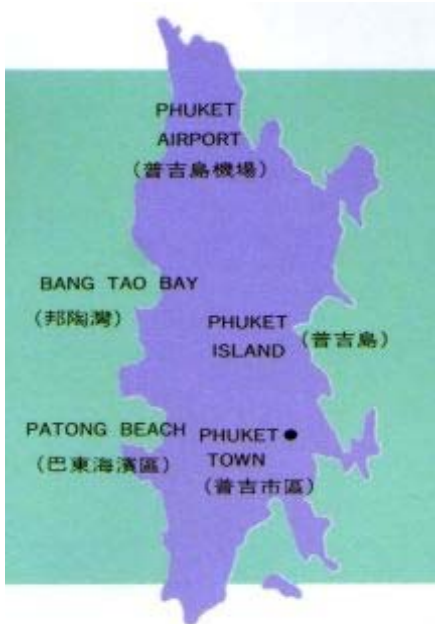 PHUKET
AIRPORT
(普吉島機場)
BANG TAO BAY
(邦陶灣)
PHUKET
ISLAND
(普吉島)
PATONG BEACH
(巴東海濱區)
PHUKET
TOWN
(普吉市區)